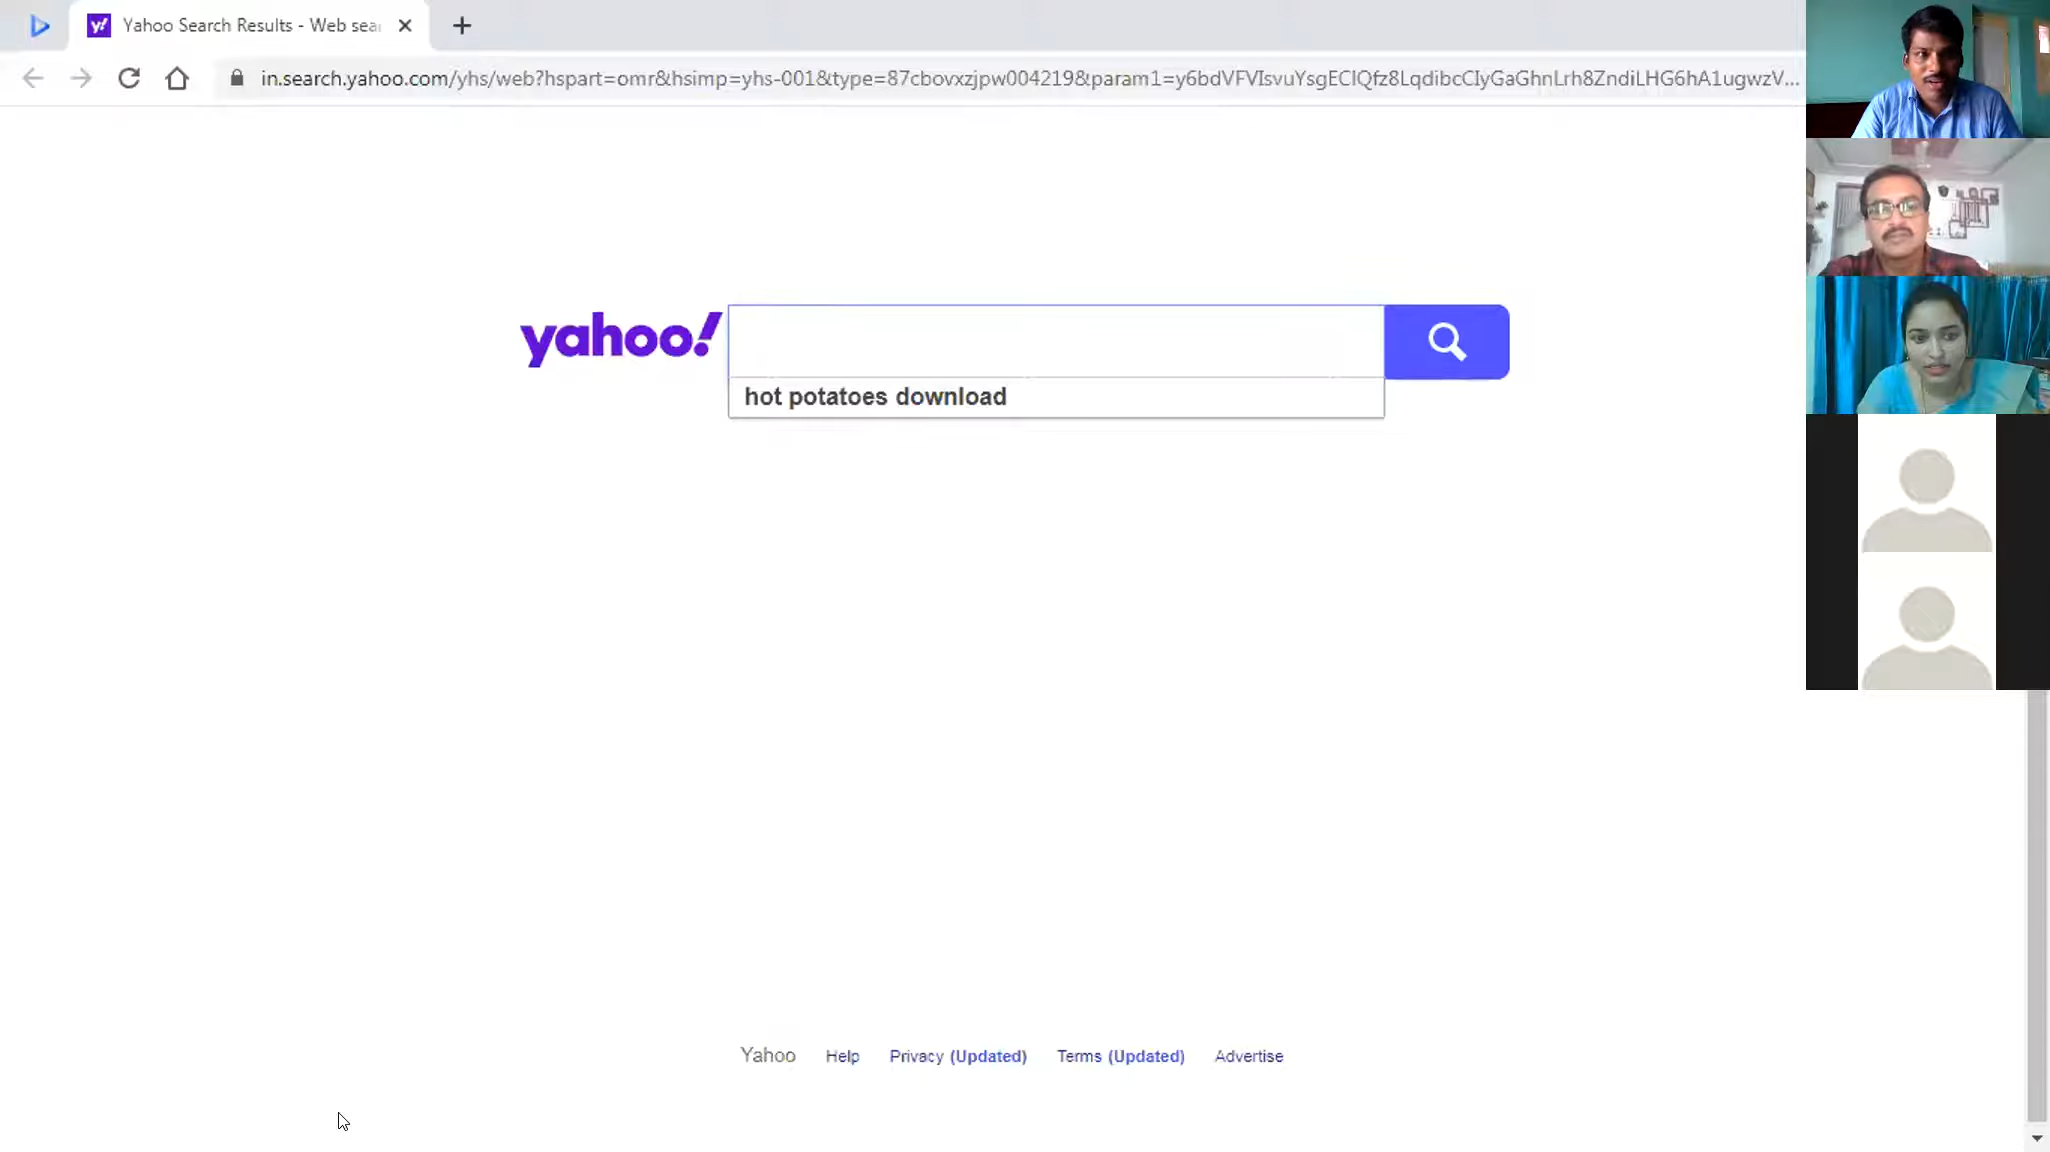 Yahoo Search Results - Web sea
in.search.yahoo.com/yhs/web?hspart=omr&hsimp=yhs-001&type=87cbovxzjpw004219&param1=y6bdVFVIsvuYsgEClQfz8LqdibcCIyGaGhnLrh8ZndiLHG6hA1ugwzV...
yahoo!
hot potatoes download
Yahoo Help Privacy (Updated) Terms (Updated) Advertise